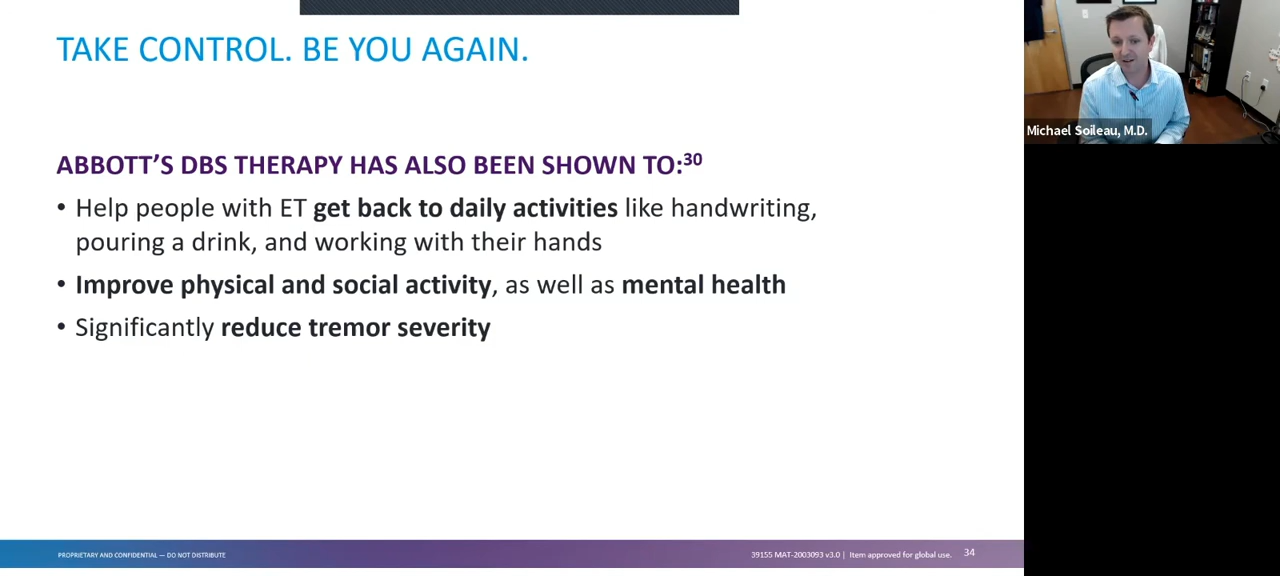 TAKE CONTROL. BE YOU AGAIN.
Michael Soileau, M.D.
ABBOTT'S DBS THERAPY HAS ALSO BEEN SHOWN TO:30
• Help people with ET get back to daily activities like handwriting,
pouring a drink, and working with their hands
• Improve physical and social activity, as well as mental health
• Significantly reduce tremor severity
PROPRIETARY AND CONFIDENTIAL — DO NOT DISTRIBUTE
39155 MAT-2003093 v3.0 | Item approved for global use. 34